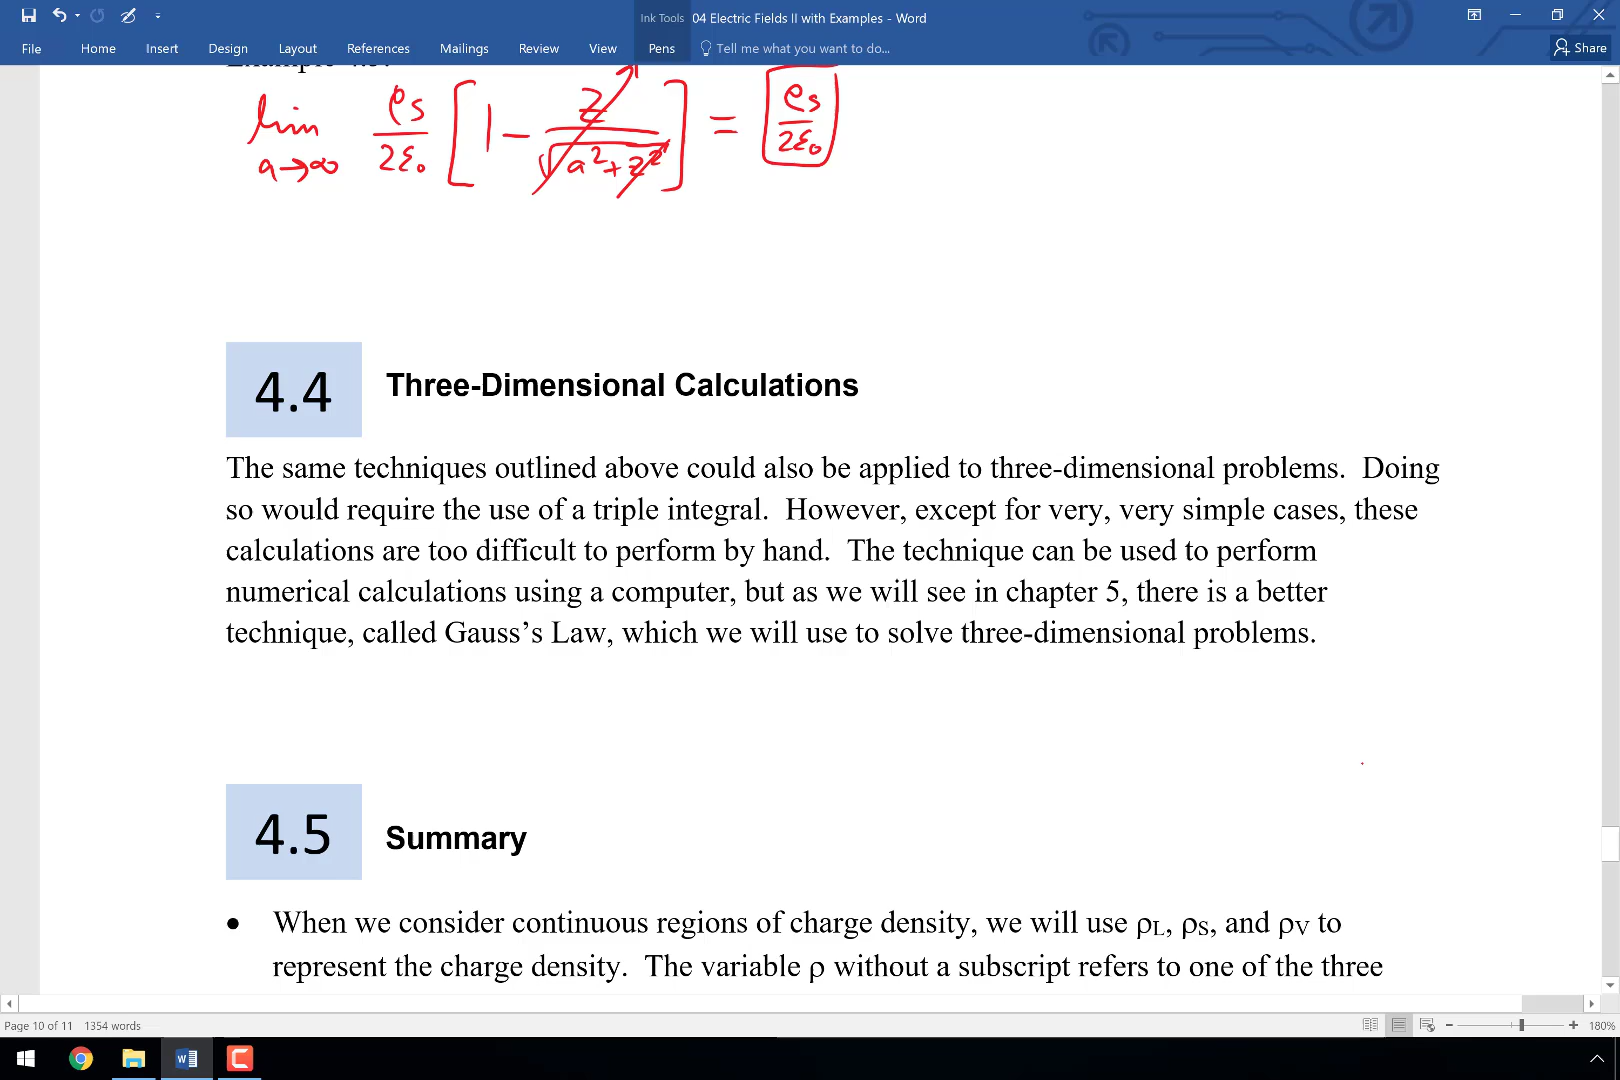 Ink Tools 04 Electric Fields II with Examples - Word
File Home Insert Design Layout References Mailings Review View Pens Tell me what you want to do... Share
lim a→∞ ρs/2ε₀ [1 − z/√(a²+z²)] = ρs/2ε₀
4.4 Three-Dimensional Calculations
The same techniques outlined above could also be applied to three-dimensional problems. Doing
so would require the use of a triple integral. However, except for very, very simple cases, these
calculations are too difficult to perform by hand. The technique can be used to perform
numerical calculations using a computer, but as we will see in chapter 5, there is a better
technique, called Gauss’s Law, which we will use to solve three-dimensional problems.
4.5 Summary
• When we consider continuous regions of charge density, we will use ρL, ρS, and ρV to
represent the charge density. The variable ρ without a subscript refers to one of the three
Page 10 of 11 1354 words 180%